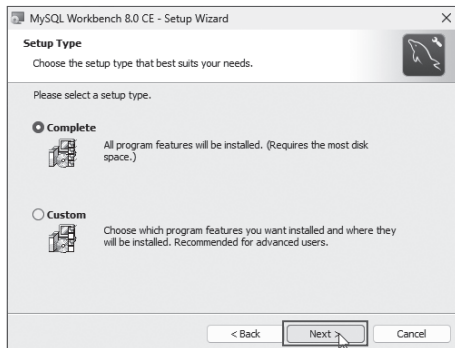 MySQL Workbench 8.0 CE - Setup Wizard
Setup Type
Choose the setup type that best suits your needs.
Please select a setup type.
Complete
All program features will be installed. (Requires the most disk
space.)
Custom
Choose which program features you want installed and where they
will be installed. Recommended for advanced users.
< Back
Next >
Cancel